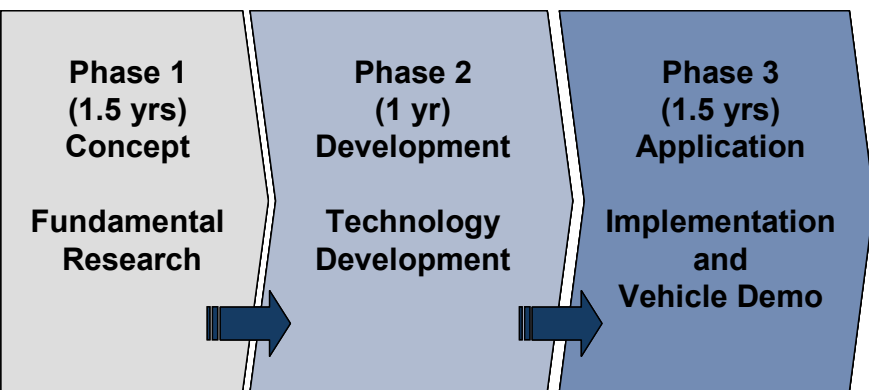 Phase 1
(1.5 yrs)
Concept
Fundamental
Research
Phase 2
(1 yr)
Development
Technology
Development
Phase 3
(1.5 yrs)
Application
Implementation
and
Vehicle Demo